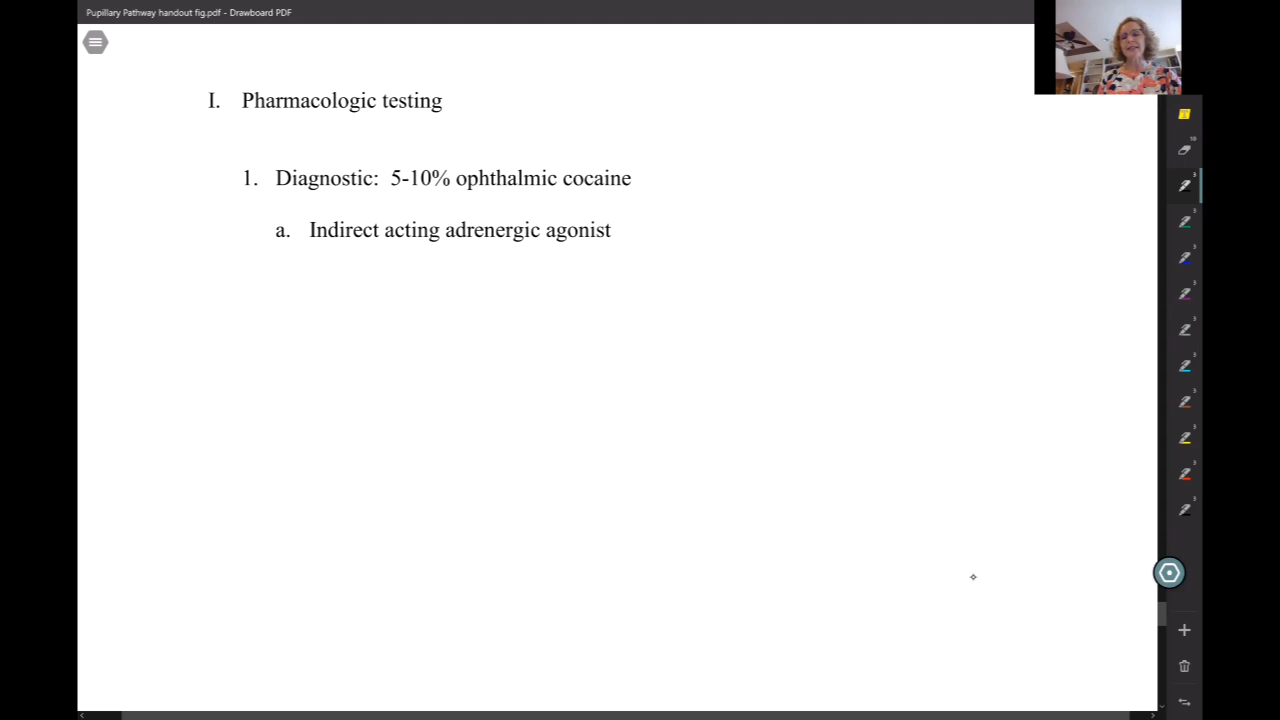 Pupillary Pathway handout fig.pdf - Drawboard PDF
I. Pharmacologic testing
1. Diagnostic: 5-10% ophthalmic cocaine
a. Indirect acting adrenergic agonist